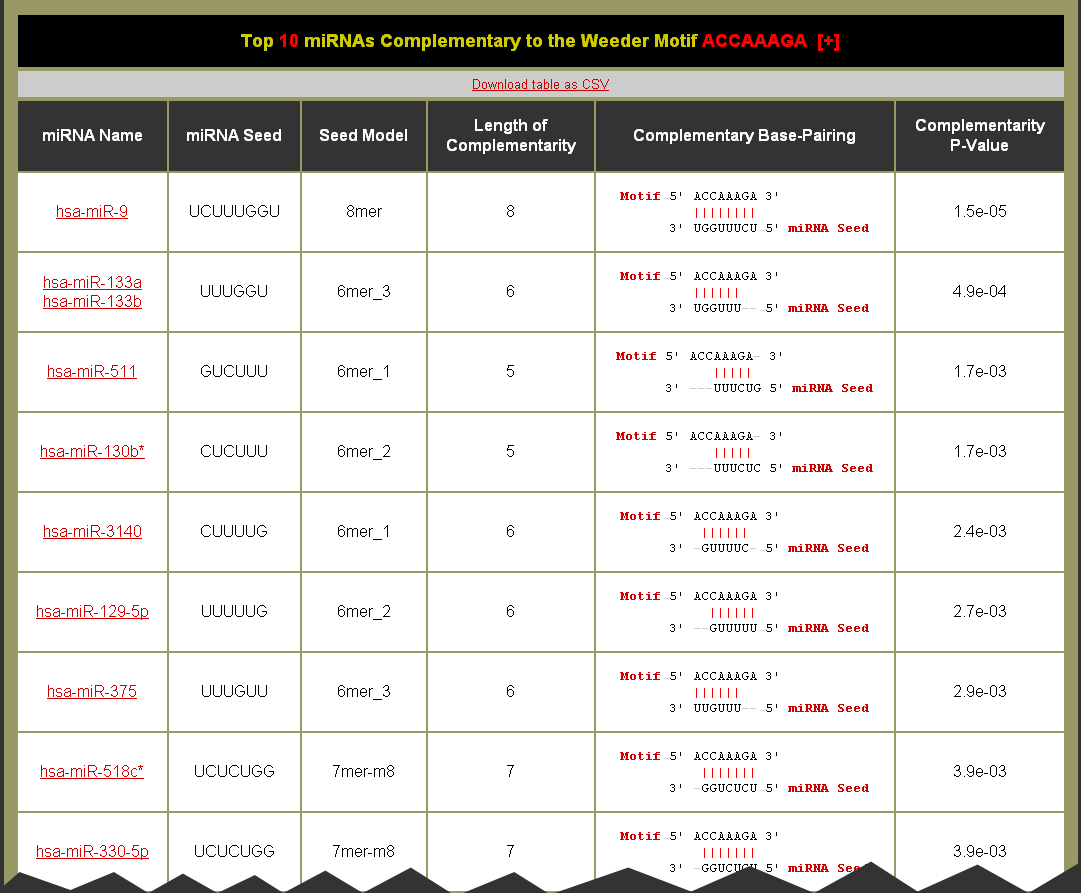 Top 10 miRNAs Complementary to the Weeder Motif ACCAAAGA [+]
Download table as CSV
miRNA Name
miRNA Seed
Seed Model
Length of
Complementarity
Complementary Base-Pairing
Complementarity
P-Value
hsa-miR-9
UCUUUGGU
8mer
8
Motif 5' ACCAAAGA 3'
||||||||
3' UGGUUUCU 5' miRNA Seed
1.5e-05
hsa-miR-133a
hsa-miR-133b
UUUGGU
6mer_3
6
Motif 5' ACCAAAGA 3'
||||||
3' UGGUUU-- 5' miRNA Seed
4.9e-04
hsa-miR-511
GUCUUU
6mer_1
5
Motif 5' ACCAAAGA- 3'
|||||
3' ---UUUCUG 5' miRNA Seed
1.7e-03
hsa-miR-130b*
CUCUUU
6mer_2
5
Motif 5' ACCAAAGA- 3'
|||||
3' ---UUUCUC 5' miRNA Seed
1.7e-03
hsa-miR-3140
CUUUUG
6mer_1
6
Motif 5' ACCAAAGA 3'
||||||
3' -GUUUUC- 5' miRNA Seed
2.4e-03
hsa-miR-129-5p
UUUUUG
6mer_2
6
Motif 5' ACCAAAGA 3'
||||||
3' --GUUUUU 5' miRNA Seed
2.7e-03
hsa-miR-375
UUUGUU
6mer_3
6
Motif 5' ACCAAAGA 3'
||||||
3' UUGUUU-- 5' miRNA Seed
2.9e-03
hsa-miR-518c*
UCUCUGG
7mer-m8
7
Motif 5' ACCAAAGA 3'
|||||||
3' -GGUCUCU 5' miRNA Seed
3.9e-03
hsa-miR-330-5p
UCUCUGG
7mer-m8
7
Motif 5' ACCAAAGA 3'
|||||||
3' 5' miRNA
3.9e-03